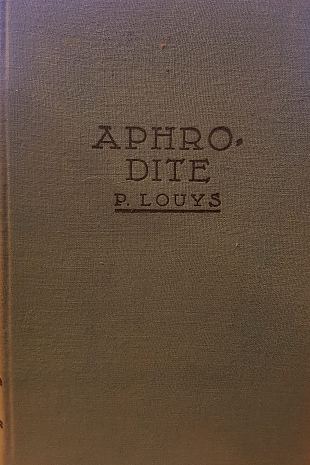 APHRO-
DITE
P. LOUYS